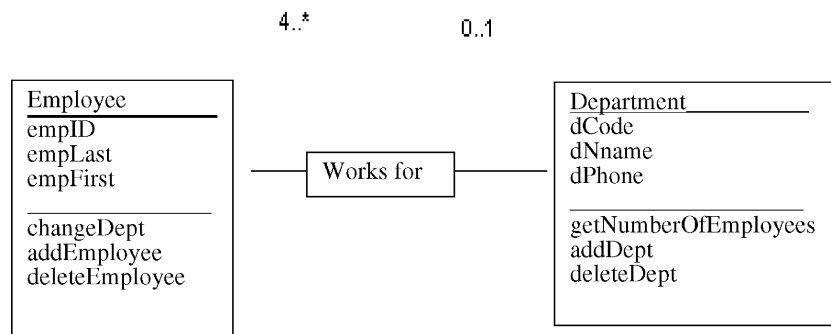 4..*
0..1
Employee
empID
empLast
empFirst
changeDept
addEmployee
deleteEmployee
Works for
Department
dCode
dNname
dPhone
getNumberOfEmployees
addDept
deleteDept